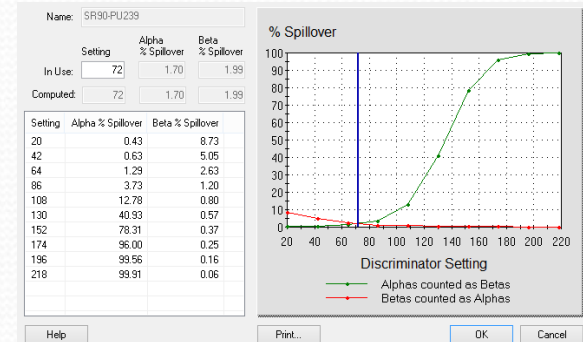 Name: SR90-PU239
Setting Alpha % Spillover Beta % Spillover
In Use: 72 1.70 1.99
Computed: 72 1.70 1.99
Setting Alpha % Spillover Beta % Spillover
20 0.43 8.73
42 0.63 5.05
64 1.29 2.63
86 3.73 1.20
108 12.78 0.80
130 40.93 0.57
152 78.31 0.37
174 96.00 0.25
196 99.56 0.16
218 99.91 0.06
% Spillover
100
90
80
70
60
50
40
30
20
10
0
20 40 60 80 100 120 140 160 180 200 220
Discriminator Setting
Alphas counted as Betas
Betas counted as Alphas
Help Print... OK Cancel